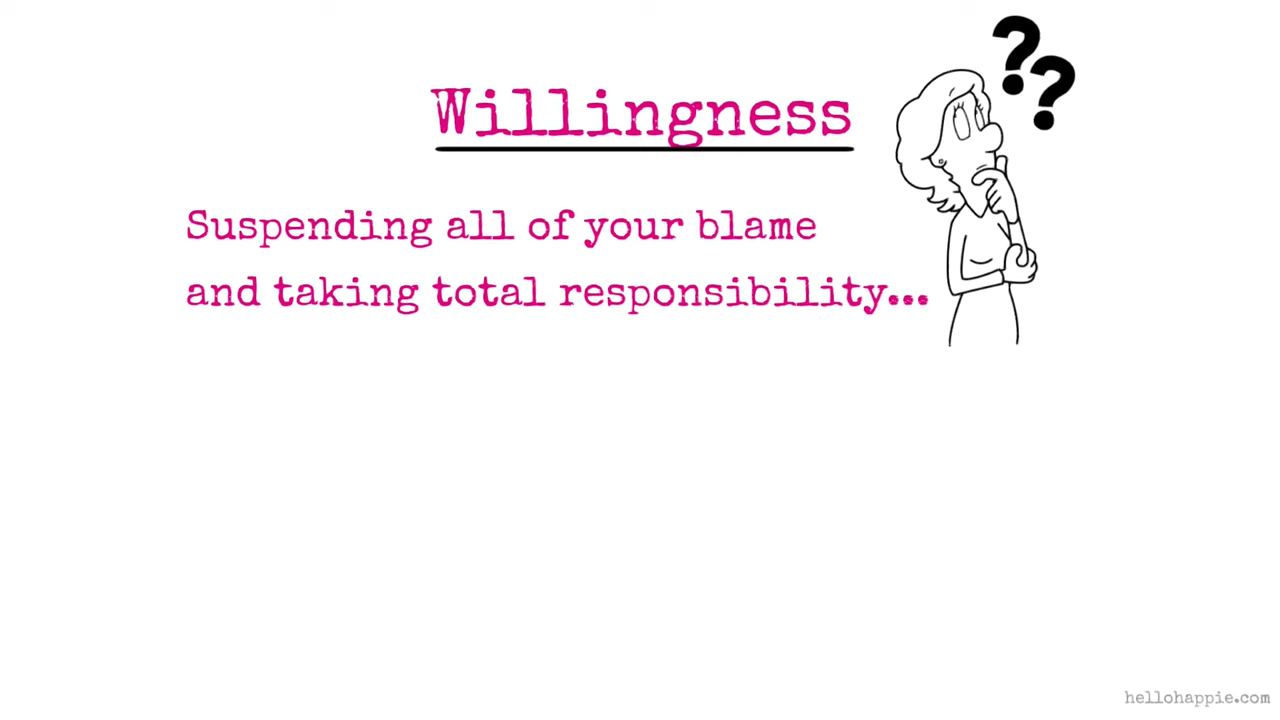 ??
Willingness
Suspending all of your blame
and taking total responsibility...
hellohappie.com